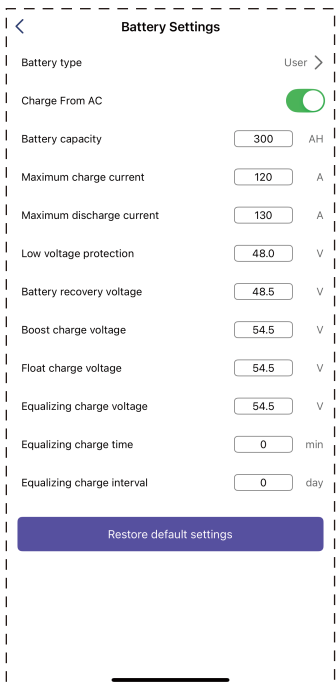 Battery Settings
Battery type User
Charge From AC
Battery capacity 300 AH
Maximum charge current 120 A
Maximum discharge current 130 A
Low voltage protection 48.0 V
Battery recovery voltage 48.5 V
Boost charge voltage 54.5 V
Float charge voltage 54.5 V
Equalizing charge voltage 54.5 V
Equalizing charge time 0 min
Equalizing charge interval 0 day
Restore default settings